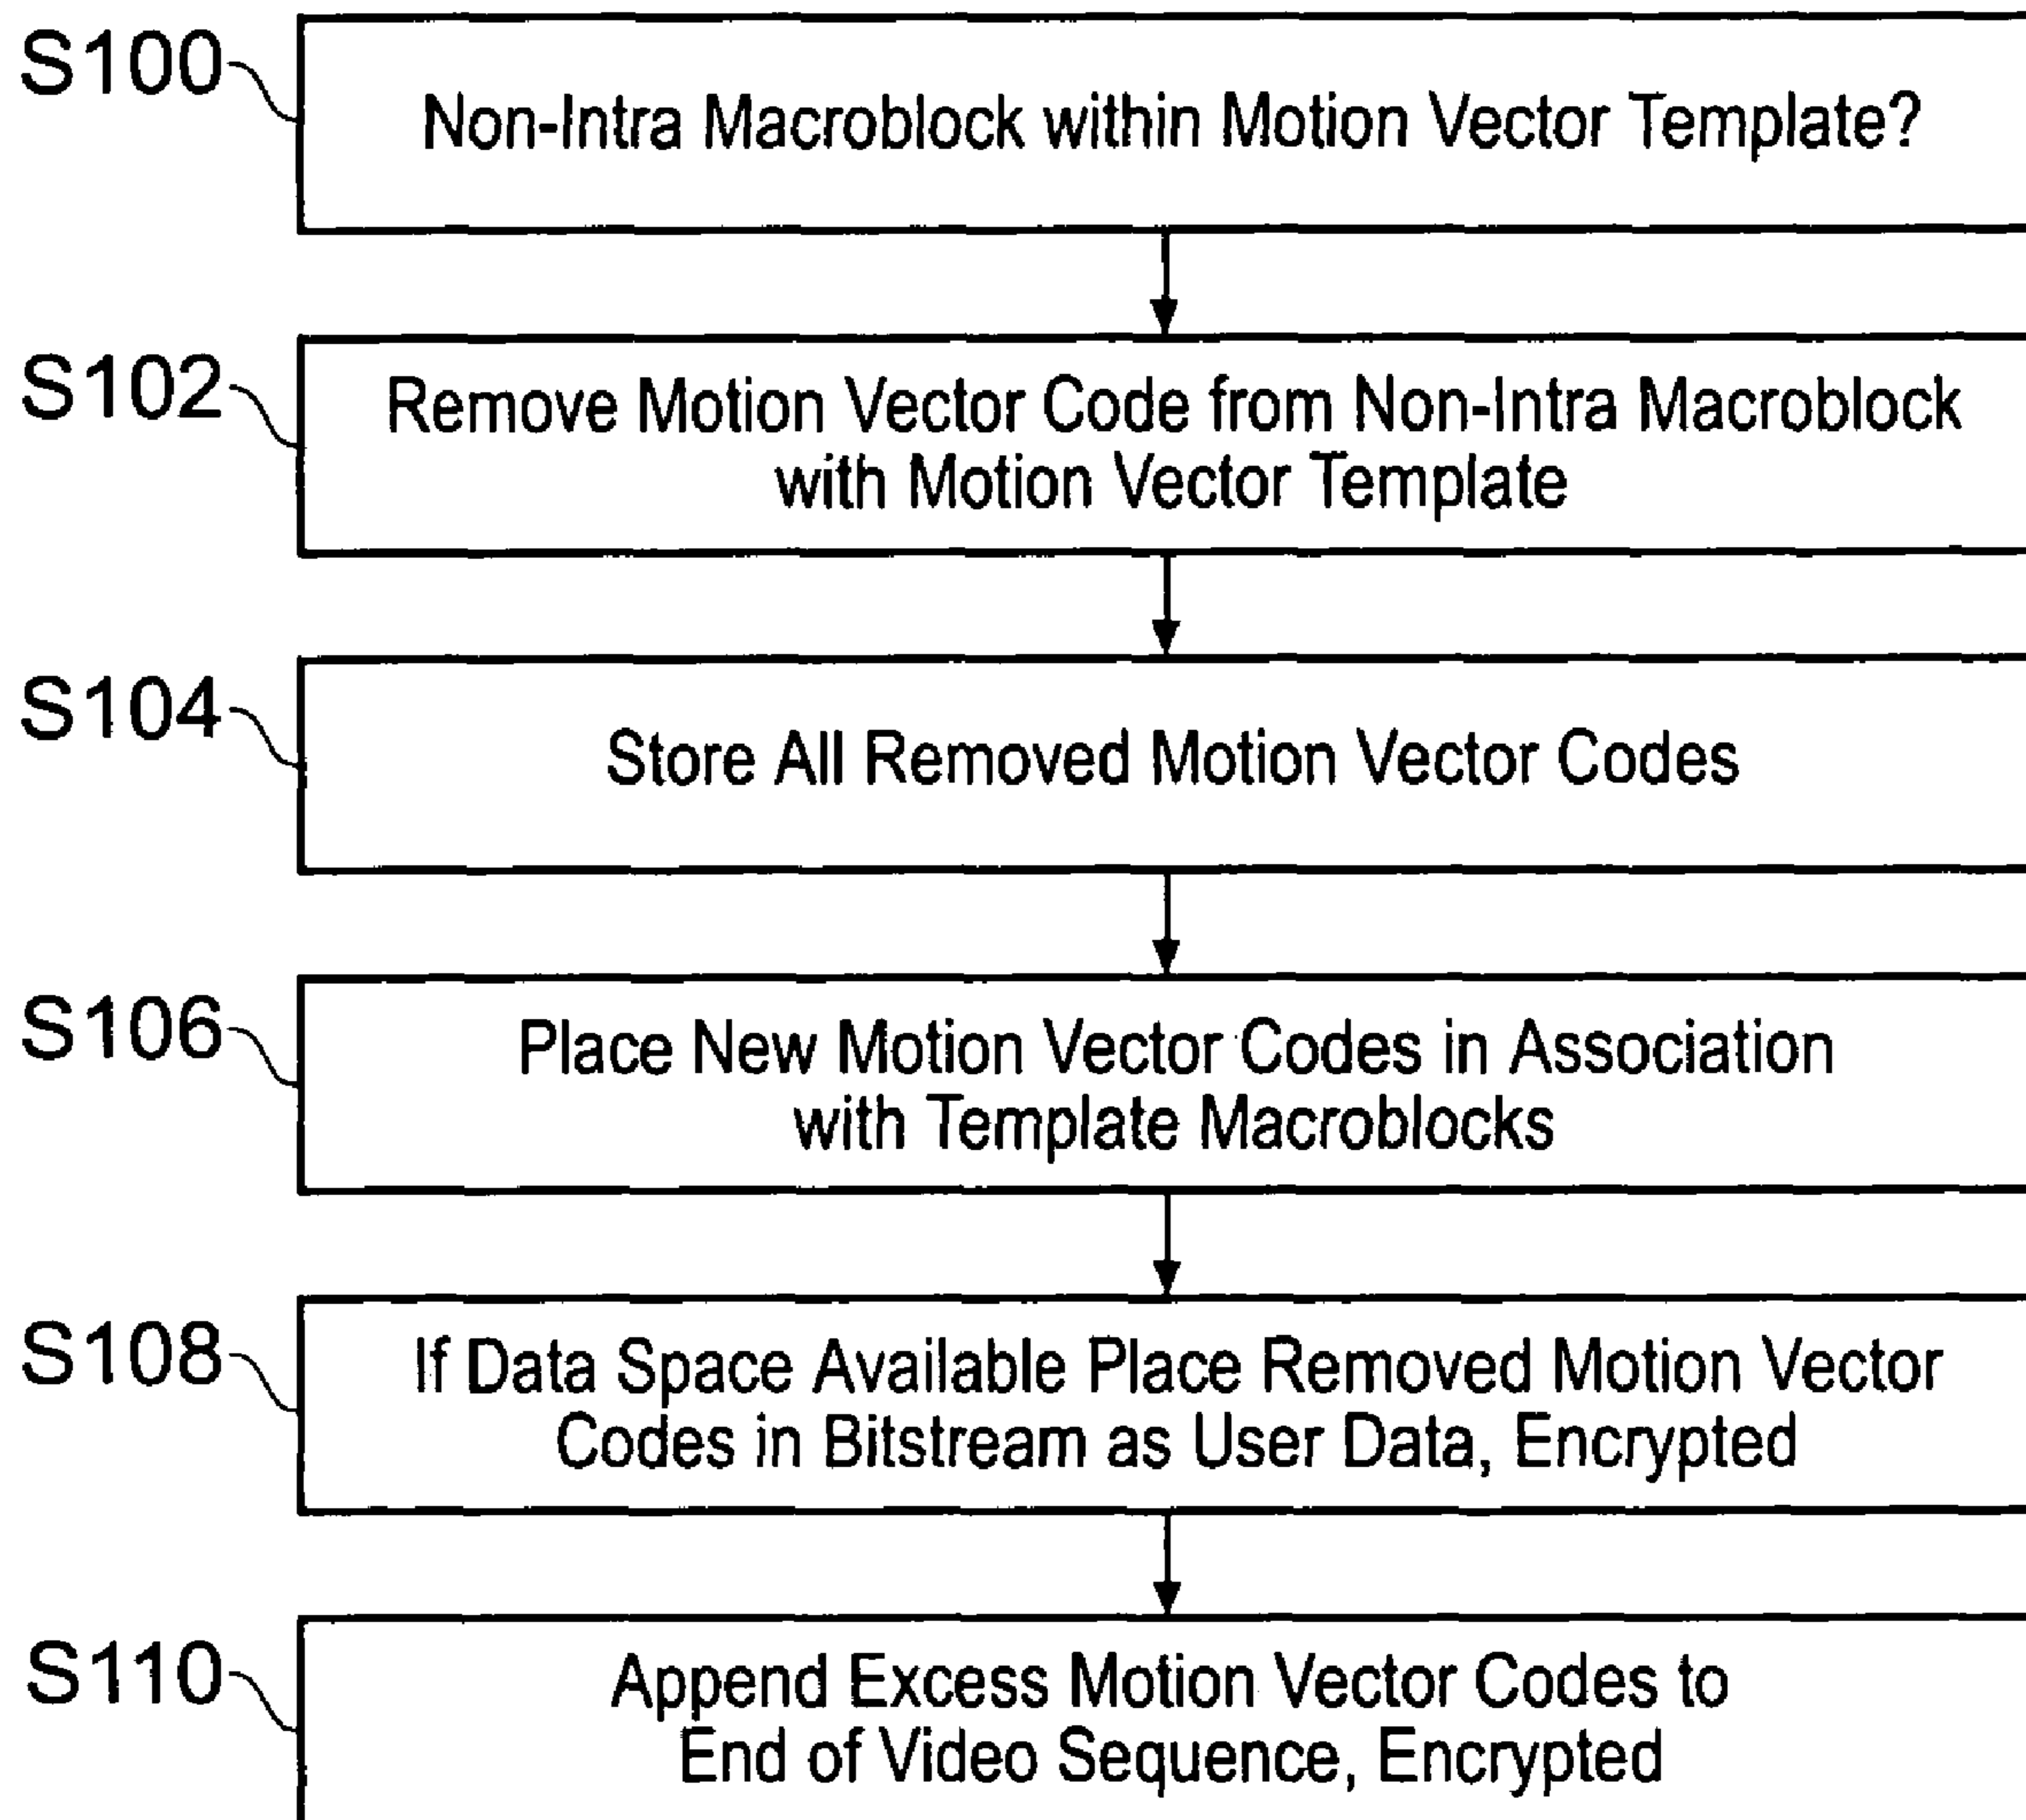 S100
Non-Intra Macroblock within Motion Vector Template?
S102
Remove Motion Vector Code from Non-Intra Macroblock
with Motion Vector Template
S104
Store All Removed Motion Vector Codes
S106
Place New Motion Vector Codes in Association
with Template Macroblocks
S108
If Data Space Available Place Removed Motion Vector
Codes in Bitstream as User Data, Encrypted
S110
Append Excess Motion Vector Codes to
End of Video Sequence, Encrypted